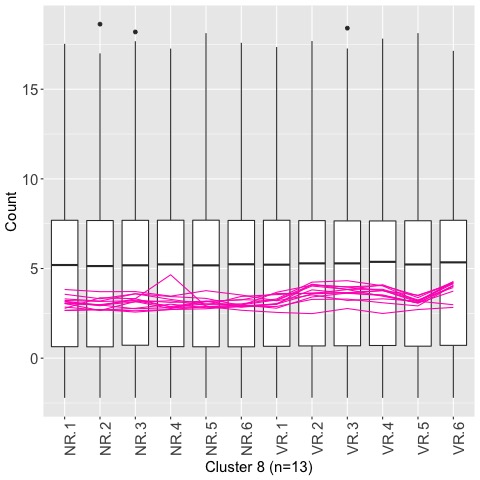 15
10
5
0
Count
NR.1
NR.2
NR.3
NR.4
NR.5
NR.6
VR.1
VR.2
VR.3
VR.4
VR.5
VR.6
Cluster 8 (n=13)